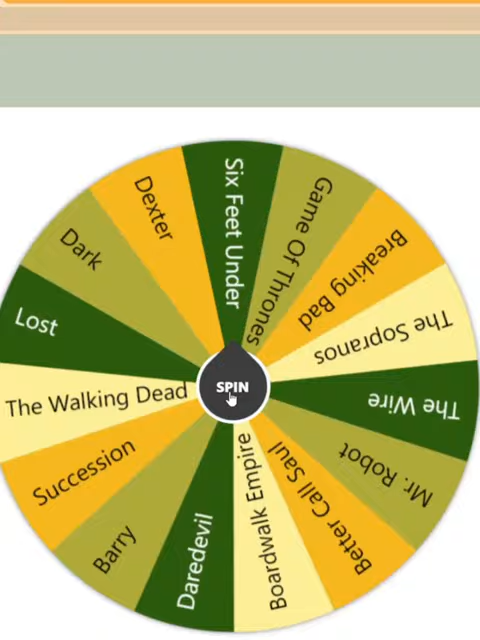 Six Feet Under
Game Of Thrones
Breaking Bad
The Sopranos
The Wire
Mr. Robot
Better Call Saul
Boardwalk Empire
Daredevil
Barry
Succession
The Walking Dead
Lost
Dark
Dexter
SPIN